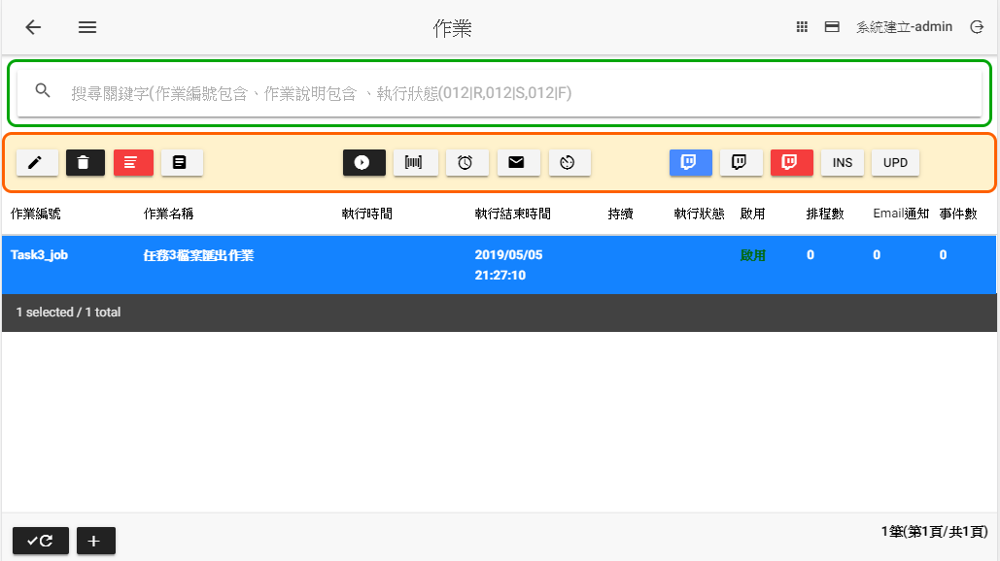 作業
系統建立-admin
搜尋關鍵字(作業編號包含、作業說明包含 、執行狀態(012|R,012|S,012|F)
INS
UPD
作業編號 作業名稱 執行時間 執行結束時間 持續 執行狀態 啟用 排程數 Email通知 事件數
Task3_job 任務3檔案匯出作業 2019/05/05 啟用 0 0 0
21:27:10
1 selected / 1 total
1筆(第1頁/共1頁)